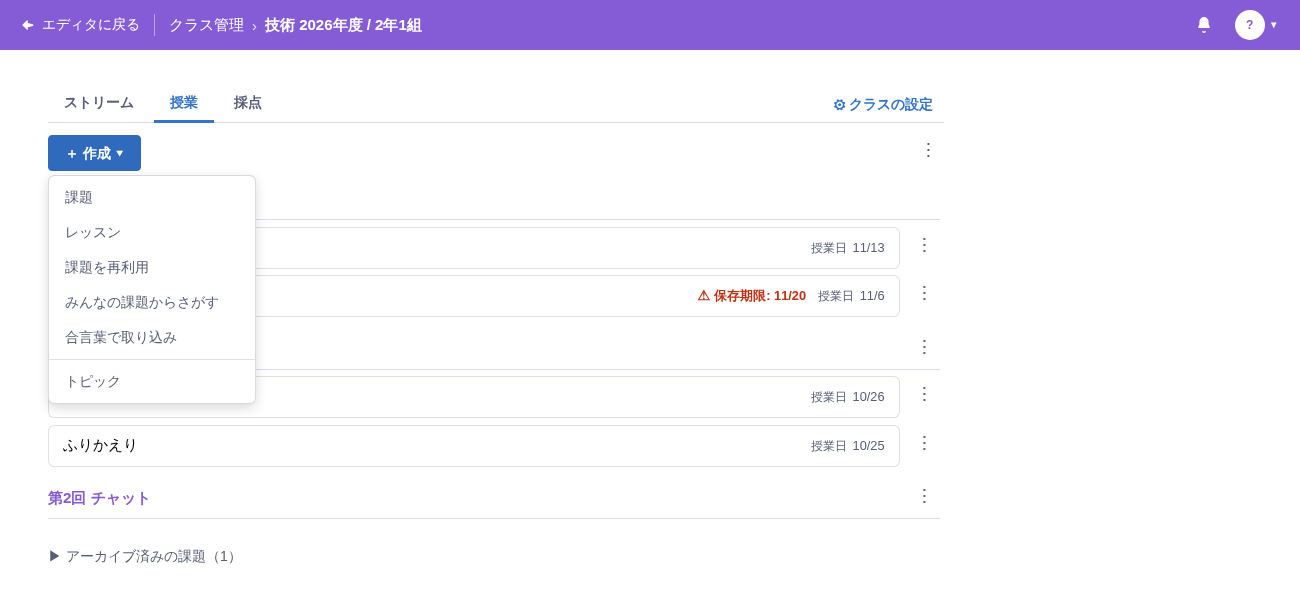 エディタに戻る
クラス管理 › 技術 2026年度 / 2年1組
?
ストリーム
授業
採点
クラスの設定
+ 作成
課題
レッスン
課題を再利用
みんなの課題からさがす
合言葉で取り込み
トピック
授業日 11/13
保存期限: 11/20 授業日 11/6
授業日 10/26
ふりかえり 授業日 10/25
第2回 チャット
アーカイブ済みの課題（1）